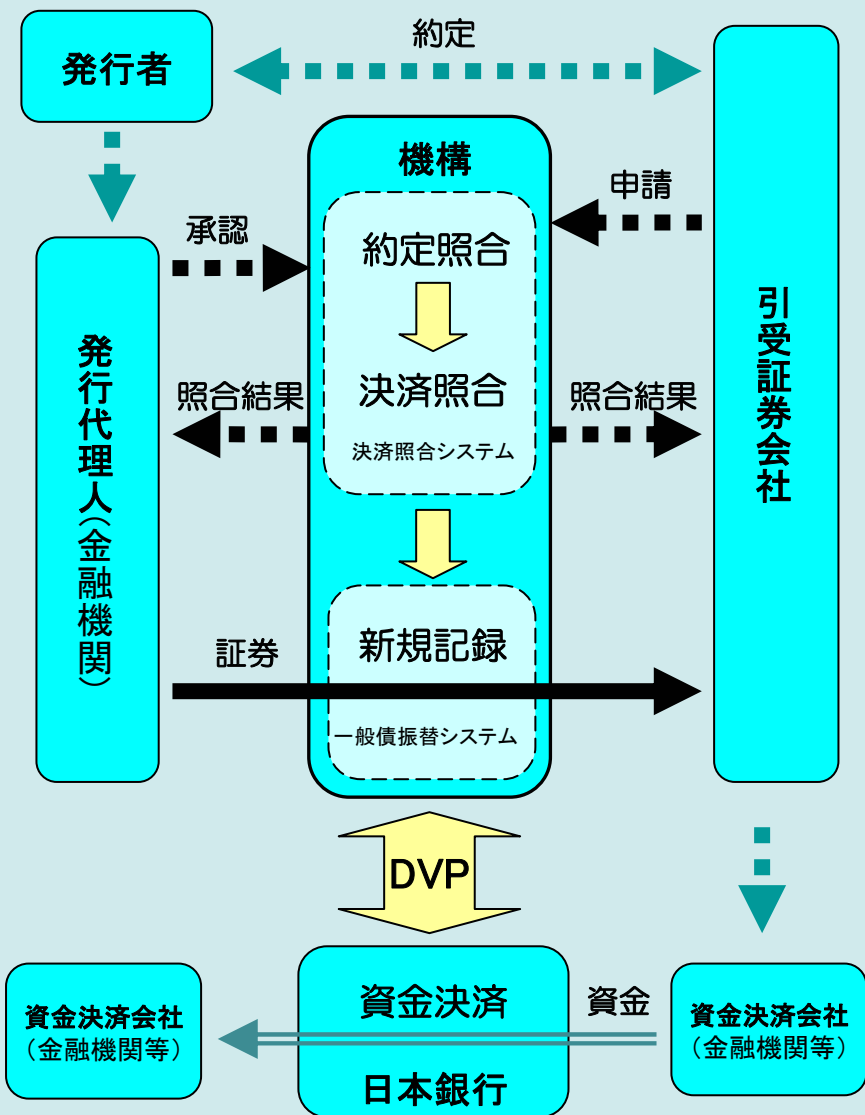 約定
発行者
機構
申請
承認
約定照合
引受証券会社
発行代理人(金融機関)
決済照合
照合結果
照合結果
決済照合システム
新規記録
証券
一般債振替システム
DVP
資金決済
資金
資金決済会社
（金融機関等）
資金決済会社
（金融機関等）
日本銀行